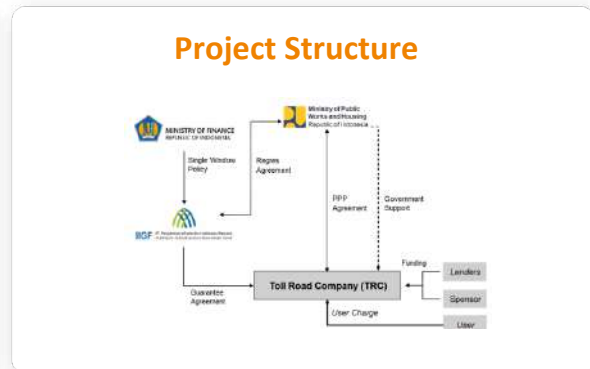 Project Structure
MINISTRY OF FINANCE
REPUBLIC OF INDONESIA
Ministry of Public
Works and Housing
Republic of Indonesia
Single Window
Policy
Regres
Agreement
PPP
Agreement
Government
Support
IIGF
Guarantee
Agreement
Toll Road Company (TRC)
Funding
Lenders
Sponsor
User Charge
User